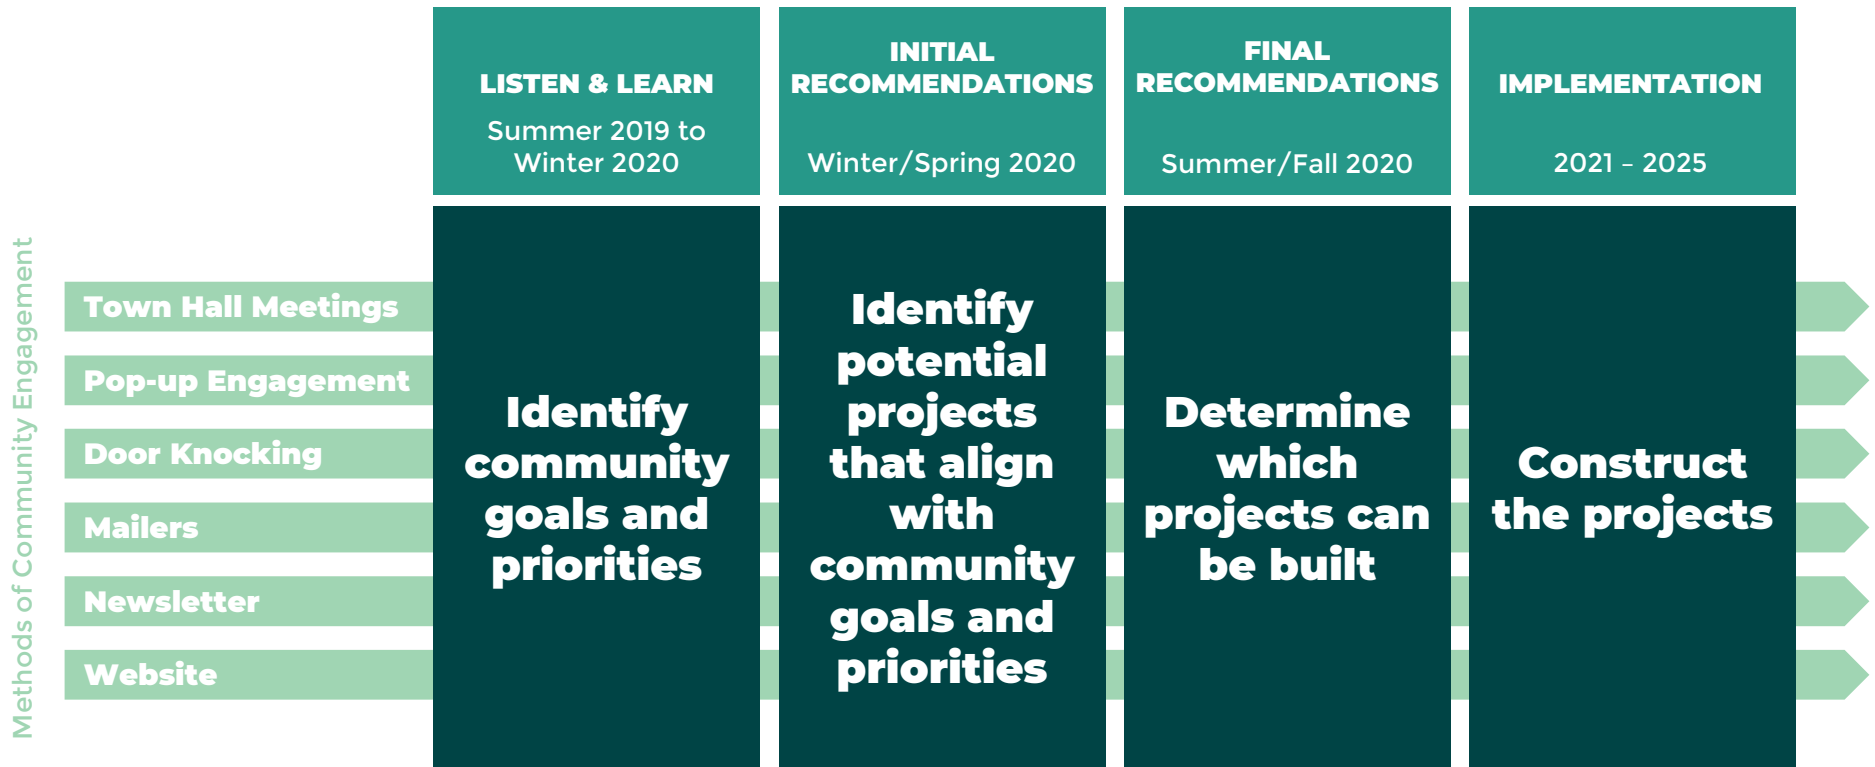 LISTEN & LEARN
Summer 2019 to
Winter 2020
INITIAL
RECOMMENDATIONS
Winter/Spring 2020
FINAL
RECOMMENDATIONS
Summer/Fall 2020
IMPLEMENTATION
2021 – 2025
Methods of Community Engagement
Town Hall Meetings
Pop-up Engagement
Door Knocking
Mailers
Newsletter
Website
Identify
community
goals and
priorities
Identify
potential
projects
that align
with
community
goals and
priorities
Determine
which
projects can
be built
Construct
the projects